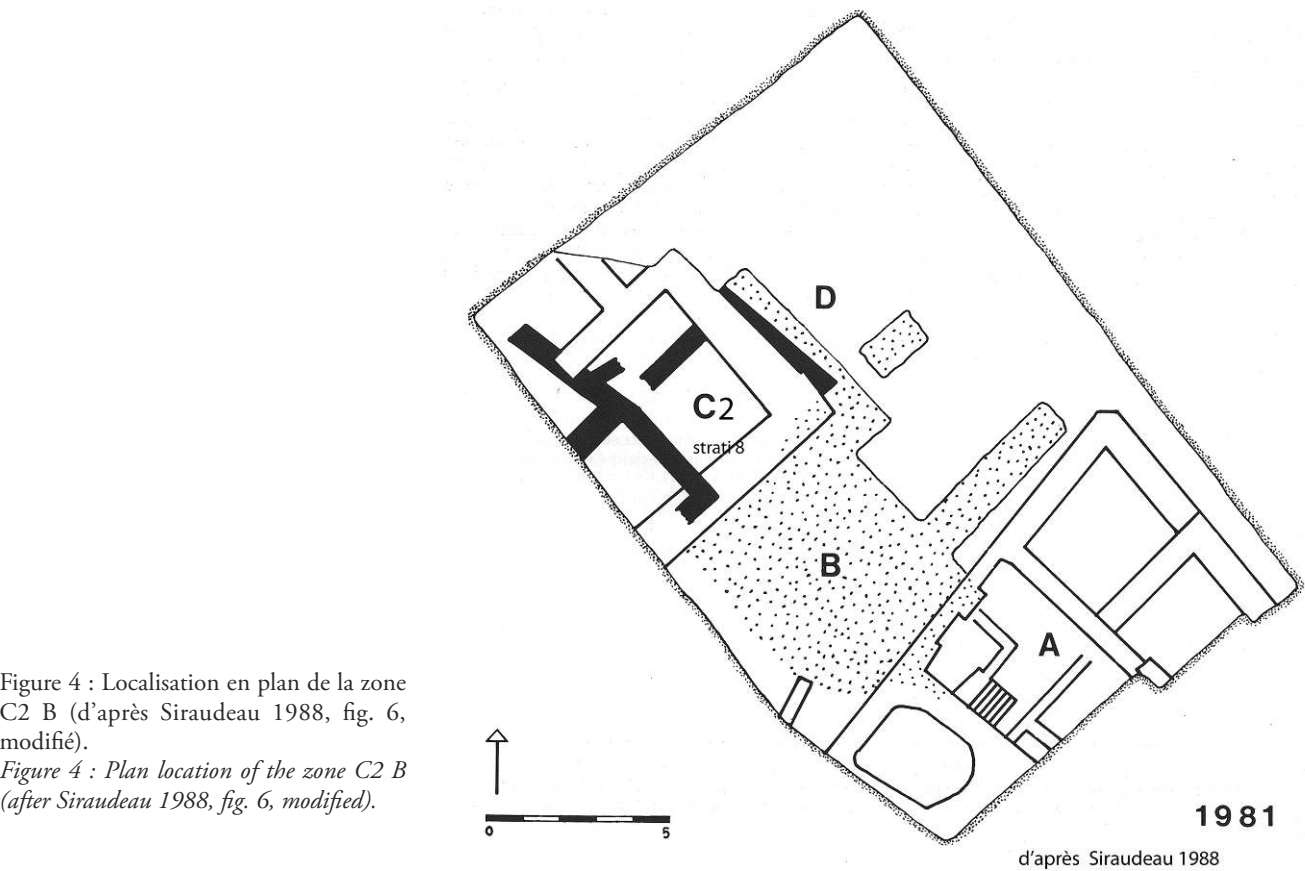 D
C2
strati 8
B
A
Figure 4 : Localisation en plan de la zone
C2 B (d'après Siraudeau 1988, fig. 6,
modifié).
Figure 4 : Plan location of the zone C2 B
(after Siraudeau 1988, fig. 6, modified).
0 5
1981
d'après Siraudeau 1988